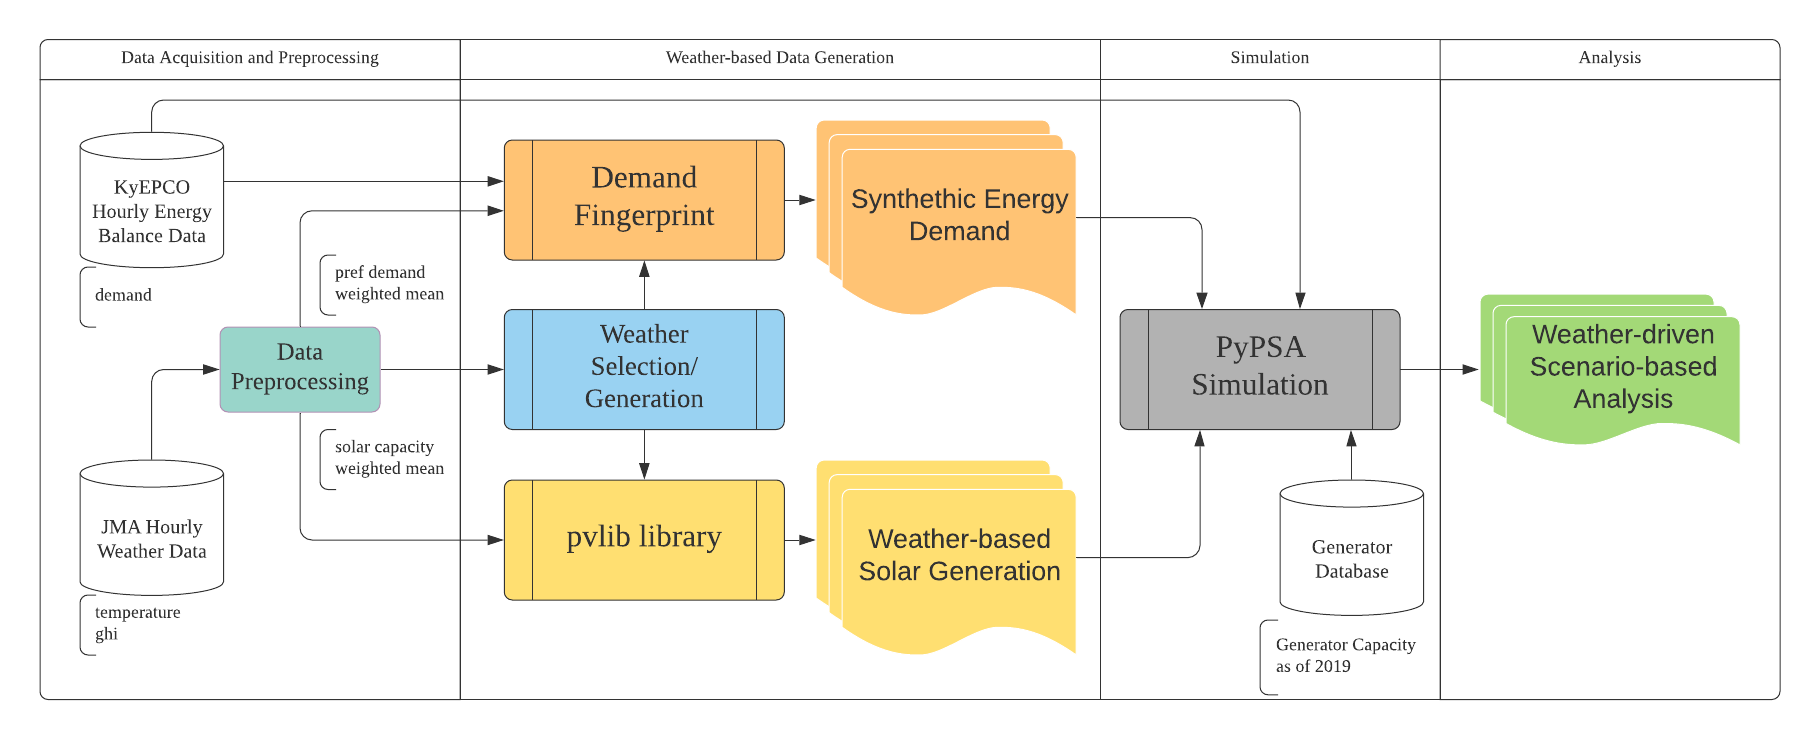 Data Acquisition and Preprocessing
Weather-based Data Generation
Simulation
Analysis
KyEPCO
Hourly Energy
Balance Data
demand
pref demand
weighted mean
Data
Preprocessing
solar capacity
weighted mean
JMA Hourly
Weather Data
temperature
ghi
Demand
Fingerprint
Weather
Selection/
Generation
pvlib library
Synthethic Energy
Demand
Weather-based
Solar Generation
PyPSA
Simulation
Generator
Database
Generator Capacity
as of 2019
Weather-driven
Scenario-based
Analysis